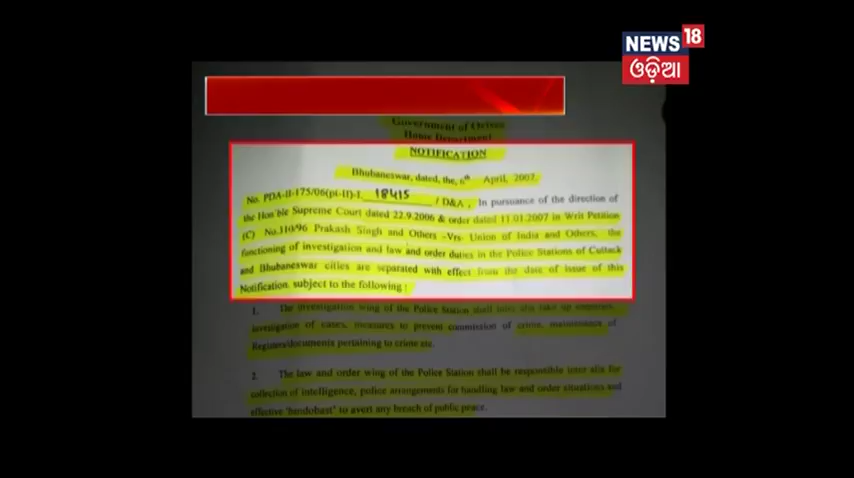 NEWS 18
ଓଡ଼ିଆ
Government of Orissa
Home Department
NOTIFICATION
Bhubaneswar, dated, the, 6th April, 2007.
No. PDA-II-175/06(pt-II)-L 18415 / D&A , In pursuance of the direction of
the Hon'ble Supreme Court dated 22.9.2006 & order dated 11.01.2007 in Writ Petition
(C) No.310/96 Prakash Singh and Others -Vrs- Union of India and Others, the
functioning of investigation and law and order duties in the Police Stations of Cuttack
and Bhubaneswar cities are separated with effect from the date of issue of this
Notification. subject to the following :
1. The investigation wing of the Police Station shall inter alia take up
investigation of cases, measures to prevent commission of crime, maintenance of
Registers/documents pertaining to crime etc.
2. The law and order wing of the Police Station shall be responsible inter alia for
collection of intelligence, police arrangements for handling law and order situations and
effective 'bandobast' to avert any breach of public peace.